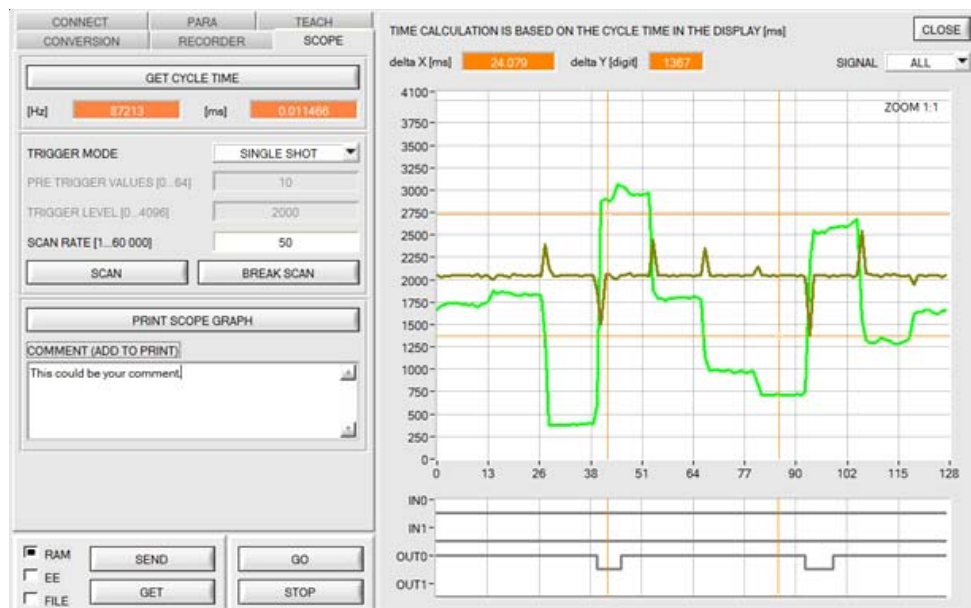 CONNECT PARA TEACH
CONVERSION RECORDER SCOPE
GET CYCLE TIME
[Hz] 87213 [ms] 0.011466
TRIGGER MODE SINGLE SHOT
PRE TRIGGER VALUES [0...64] 10
TRIGGER LEVEL [0...4096] 2000
SCAN RATE [1...60 000] 50
SCAN BREAK SCAN
PRINT SCOPE GRAPH
COMMENT (ADD TO PRINT)
This could be your comment.
RAM
EE
FILE
SEND GO
GET STOP
TIME CALCULATION IS BASED ON THE CYCLE TIME IN THE DISPLAY [ms]
CLOSE
delta X [ms] 24.079 delta Y [digit] 1367 SIGNAL ALL
ZOOM 1:1
4100
3750
3500
3250
3000
2750
2500
2250
2000
1750
1500
1250
1000
750
500
250
0
0 13 26 38 51 64 77 90 102 115 128
IN0
IN1
OUT0
OUT1